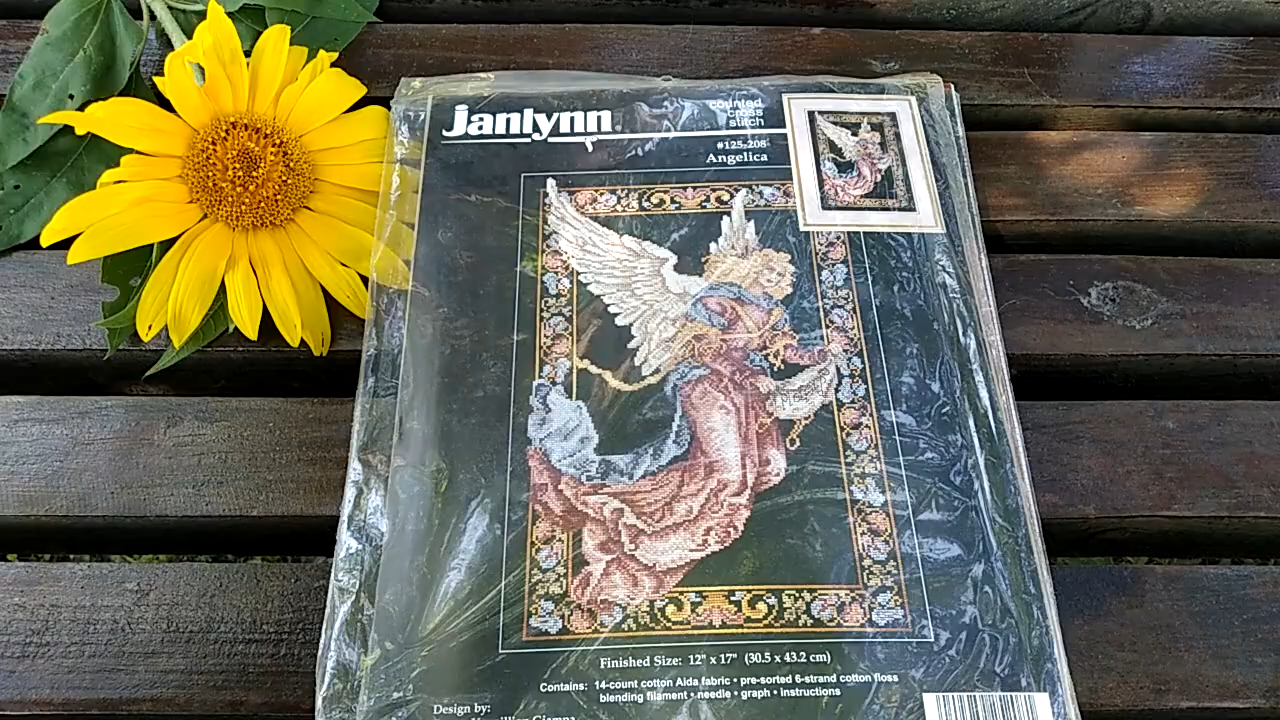 Janlynn
counted
cross
stitch
#125-208
Angelica
Finished Size: 12" x 17" (30.5 x 43.2 cm)
Contains: 14-count cotton Aida fabric • pre-sorted 6-strand cotton floss
blending filament • needle • graph • instructions
Design by: